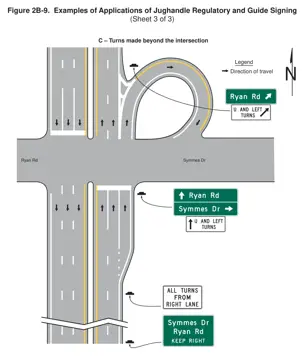 Figure 2B-9.  Examples of Applications of Jughandle Regulatory and Guide Signing
(Sheet 3 of 3)
C – Turns made beyond the intersection
Legend
Direction of travel
N
Ryan Rd
U AND LEFT
TURNS
Ryan Rd
Symmes Dr
Ryan Rd
Symmes Dr
U AND LEFT
TURNS
ALL TURNS
FROM
RIGHT LANE
Symmes Dr
Ryan Rd
KEEP RIGHT